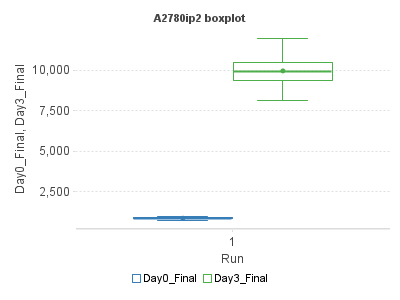 A2780ip2 boxplot
Day0_Final, Day3_Final
10,000
7,500
5,000
2,500
1
Run
Day0_Final Day3_Final